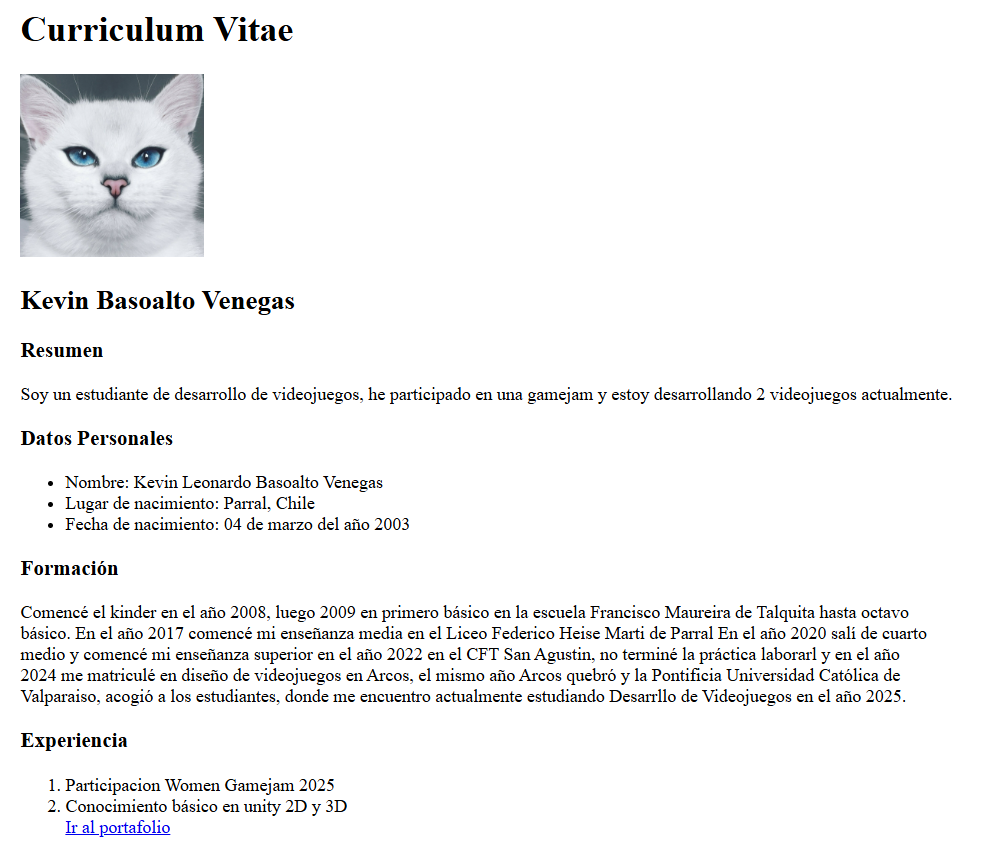 Curriculum Vitae
Kevin Basoalto Venegas
Resumen
Soy un estudiante de desarrollo de videojuegos, he participado en una gamejam y estoy desarrollando 2 videojuegos actualmente.
Datos Personales
• Nombre: Kevin Leonardo Basoalto Venegas
• Lugar de nacimiento: Parral, Chile
• Fecha de nacimiento: 04 de marzo del año 2003
Formación
Comencé el kinder en el año 2008, luego 2009 en primero básico en la escuela Francisco Maureira de Talquita hasta octavo
básico. En el año 2017 comencé mi enseñanza media en el Liceo Federico Heise Marti de Parral En el año 2020 salí de cuarto
medio y comencé mi enseñanza superior en el año 2022 en el CFT San Agustin, no terminé la práctica laborarl y en el año
2024 me matriculé en diseño de videojuegos en Arcos, el mismo año Arcos quebró y la Pontificia Universidad Católica de
Valparaiso, acogió a los estudiantes, donde me encuentro actualmente estudiando Desarrllo de Videojuegos en el año 2025.
Experiencia
1. Participacion Women Gamejam 2025
2. Conocimiento básico en unity 2D y 3D
Ir al portafolio